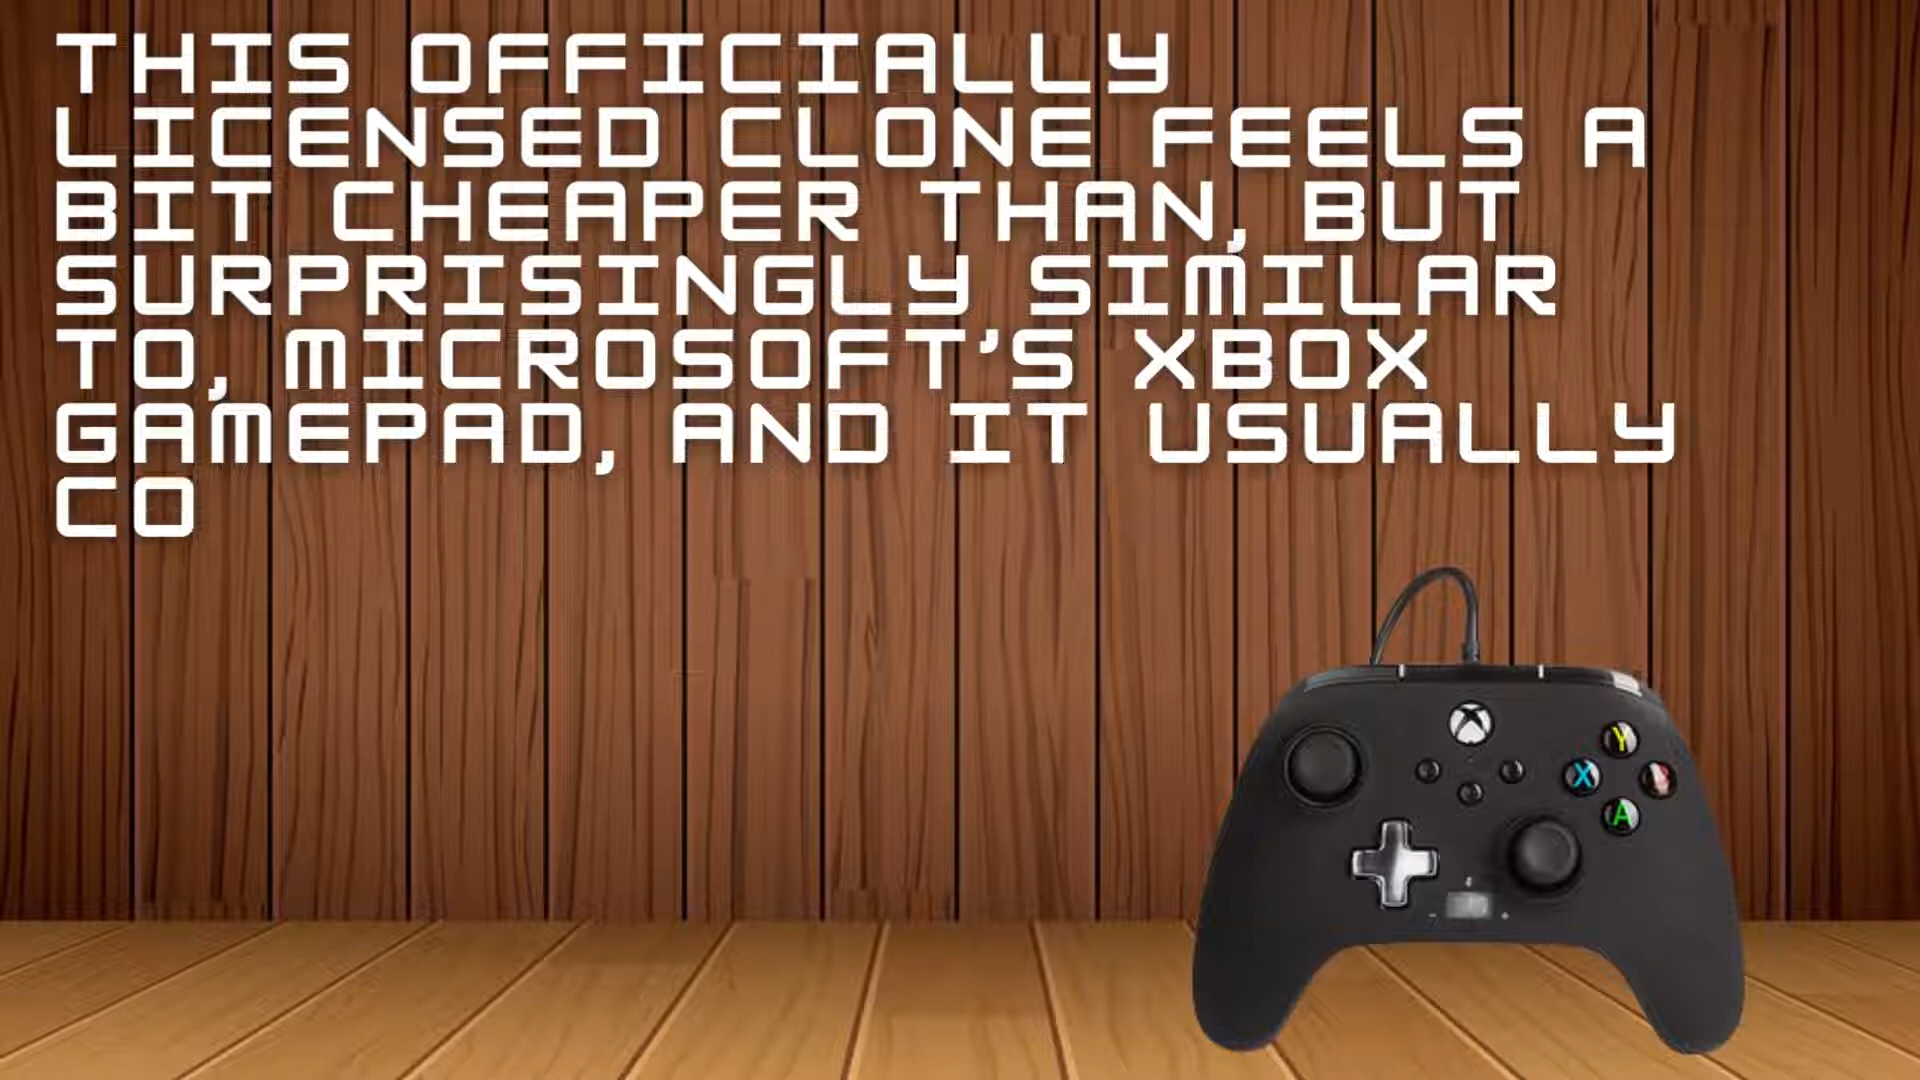 THIS OFFICIALLY
LICENSED CLONE FEELS A
BIT CHEAPER THAN, BUT
SURPRISINGLY SIMILAR
TO, MICROSOFT'S XBOX
GAMEPAD, AND IT USUALLY
CO
Y
X
A